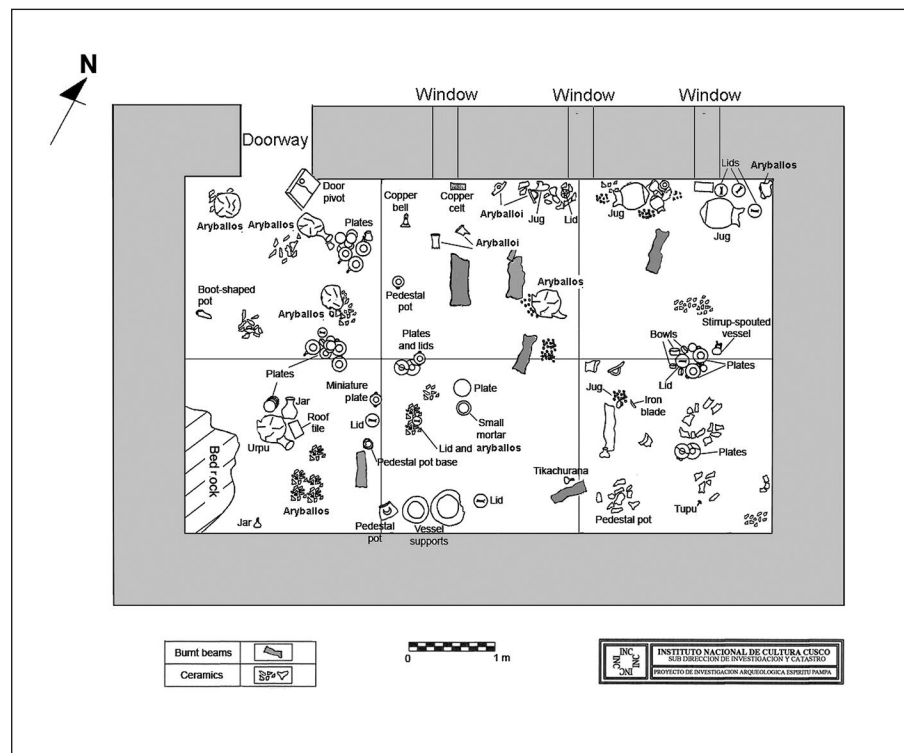 N
Window
Window
Window
Doorway
Door
pivot
Aryballos
Aryballos
Plates
Copper
bell
Copper
celt
Aryballoi
Jug
Lid
Jug
Lids
Aryballos
Jug
Aryballoi
Boot-shaped
pot
Aryballos
Pedestal
pot
Aryballos
Plates
and lids
Bowls
Stirrup-spouted
vessel
Plates
Lid
Plates
Jar
Roof
tile
Urpu
Miniature
plate
Lid
Plate
Small
mortar
Lid and aryballos
Pedestal pot base
Jug
Iron
blade
Plates
Bedrock
Aryballos
Jar
Pedestal
pot
Vessel
supports
Lid
Tikachurana
Pedestal pot
Tupu
Burnt beams
Ceramics
0
1 m
INC
INC
INC
INC
INSTITUTO NACIONAL DE CULTURA CUSCO
SUB DIRECCION DE INVESTIGACION Y CATASTRO
PROYECTO DE INVESTIGACION ARQUEOLOGICA ESPIRITU PAMPA